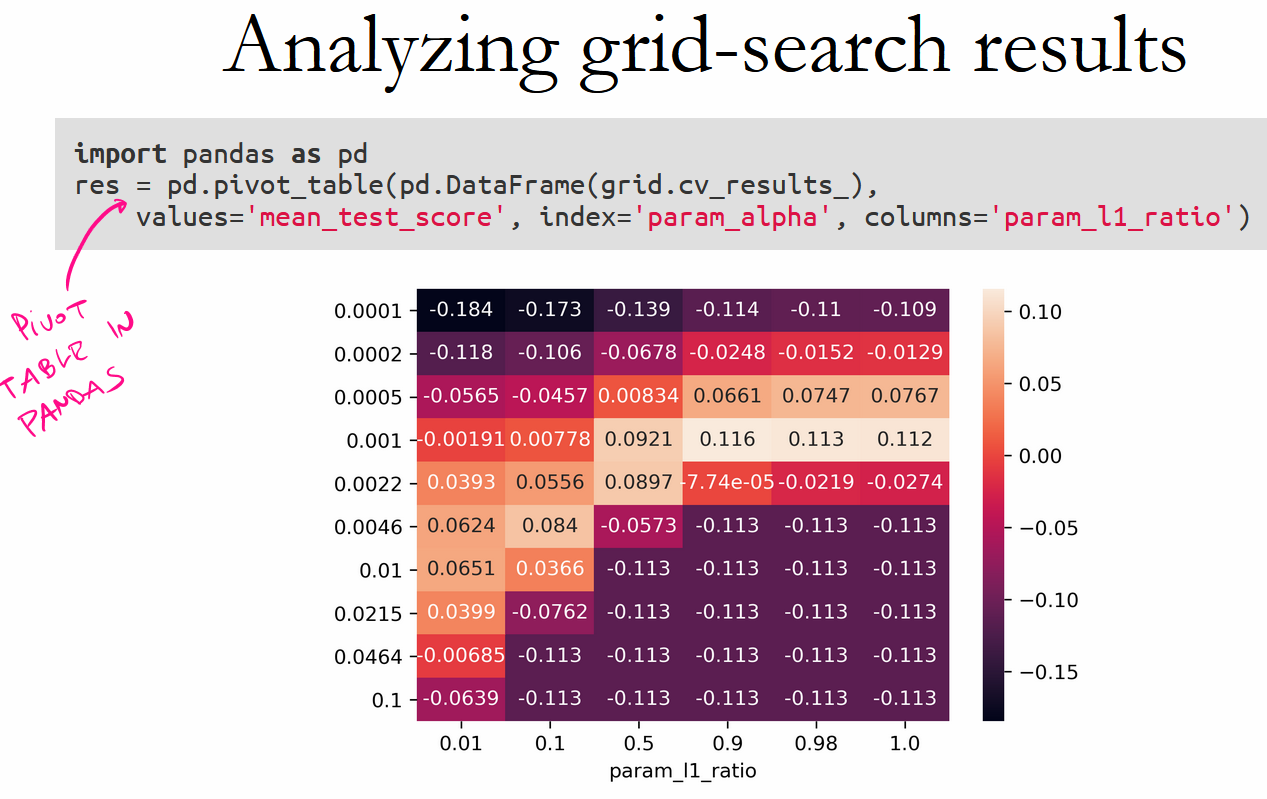 Analyzing grid-search results
import pandas as pd
res = pd.pivot_table(pd.DataFrame(grid.cv_results_),
    values='mean_test_score', index='param_alpha', columns='param_l1_ratio')
PIVOT
TABLE IN
PANDAS
0.0001 -0.184 -0.173 -0.139 -0.114 -0.11 -0.109
0.0002 -0.118 -0.106 -0.0678 -0.0248 -0.0152 -0.0129
0.0005 -0.0565 -0.0457 0.00834 0.0661 0.0747 0.0767
0.001 -0.00191 0.00778 0.0921 0.116 0.113 0.112
0.0022 0.0393 0.0556 0.0897 -7.74e-05 -0.0219 -0.0274
0.0046 0.0624 0.084 -0.0573 -0.113 -0.113 -0.113
0.01 0.0651 0.0366 -0.113 -0.113 -0.113 -0.113
0.0215 0.0399 -0.0762 -0.113 -0.113 -0.113 -0.113
0.0464 -0.00685 -0.113 -0.113 -0.113 -0.113 -0.113
0.1 -0.0639 -0.113 -0.113 -0.113 -0.113 -0.113
0.01 0.1 0.5 0.9 0.98 1.0
param_l1_ratio
0.10
0.05
0.00
−0.05
−0.10
−0.15